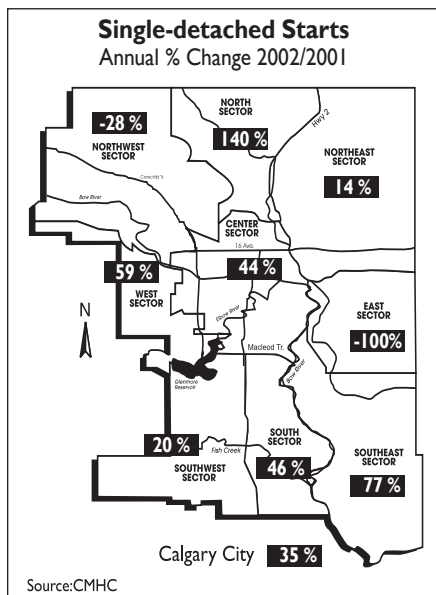 Single-detached Starts
Annual % Change 2002/2001
-28 %
NORTHWEST
SECTOR
NORTH
SECTOR
140 %
Hwy 2
NORTHEAST
SECTOR
14 %
Crowchild Tr.
Bow River
CENTER
SECTOR
16 Ave.
44 %
59 %
WEST
SECTOR
N
Elbow River
EAST
SECTOR
-100%
Macleod Tr.
Bow River
Glenmore
Reservoir
20 %
Fish Creek
SOUTHWEST
SECTOR
SOUTH
SECTOR
46 %
SOUTHEAST
SECTOR
77 %
Calgary City 35 %
Source:CMHC